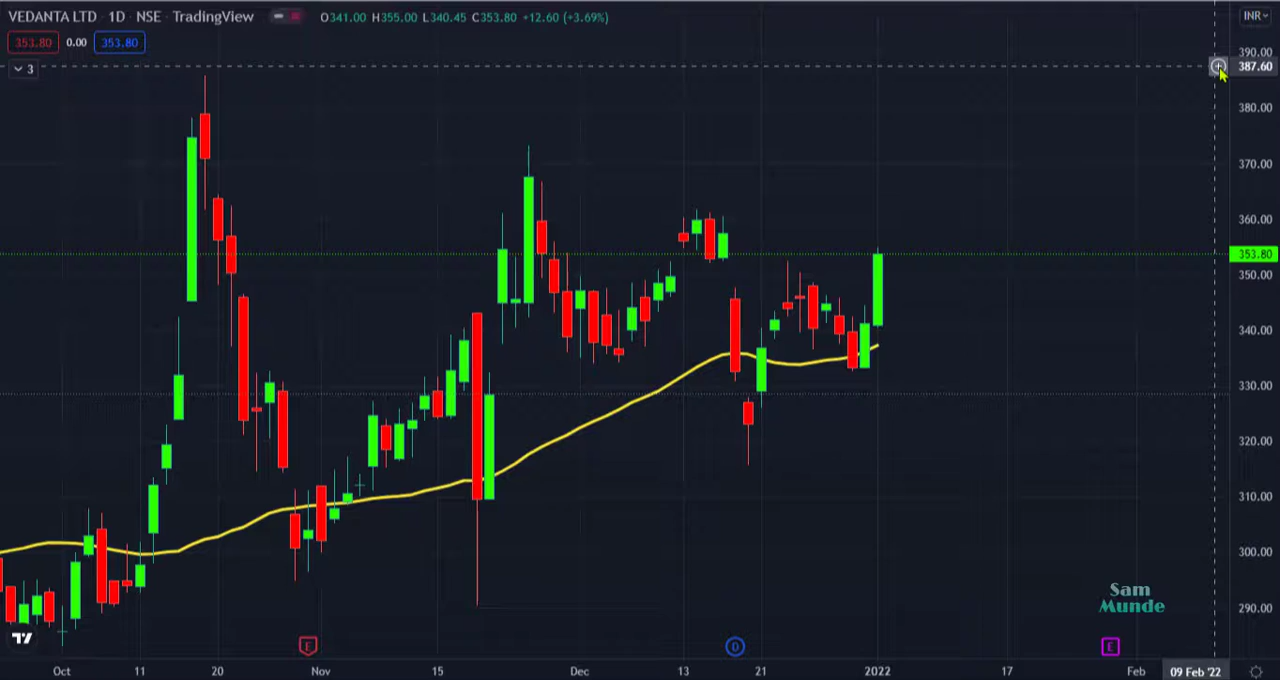 VEDANTA LTD 1D NSE TradingView O341.00 H355.00 L340.45 C353.80 +12.60 (+3.69%)
INR
353.80 0.00 353.80
3
390.00
387.60
380.00
370.00
360.00
353.80
350.00
340.00
330.00
320.00
310.00
300.00
290.00
Sam
Munde
E D E
Oct 11 20 Nov 15 Dec 13 21 2022 17 Feb 09 Feb '22